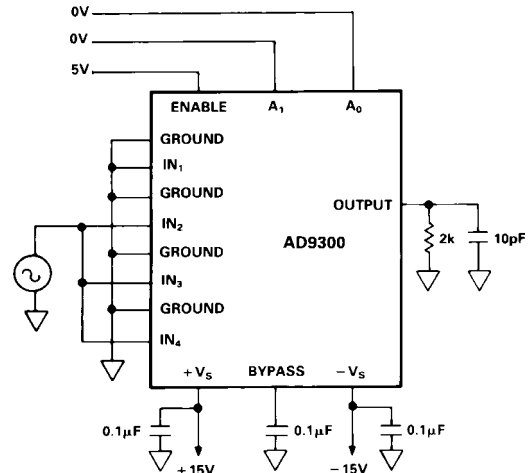 0V
0V
5V
ENABLE A₁ A₀
GROUND
IN₁
GROUND
IN₂
GROUND
IN₃
GROUND
IN₄
OUTPUT
AD9300
2k
10pF
+Vₛ BYPASS −Vₛ
0.1µF
0.1µF
0.1µF
+15V
−15V